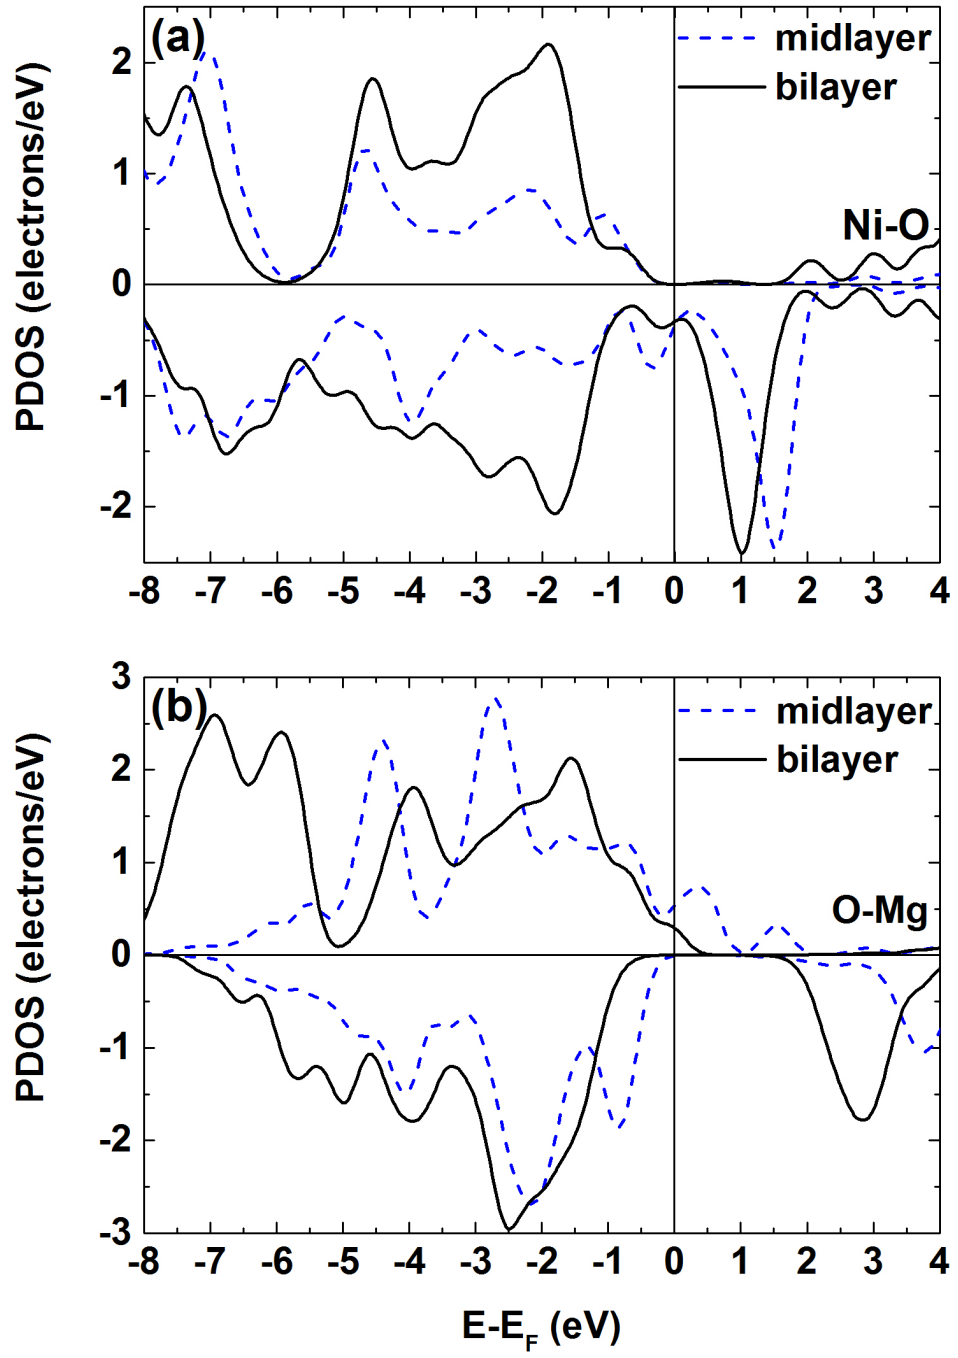 (a)
midlayer
bilayer
Ni-O
PDOS (electrons/eV)
2
1
0
-1
-2
-8 -7 -6 -5 -4 -3 -2 -1 0 1 2 3 4
(b)
midlayer
bilayer
O-Mg
PDOS (electrons/eV)
3
2
1
0
-1
-2
-3
-8 -7 -6 -5 -4 -3 -2 -1 0 1 2 3 4
E-E_F (eV)